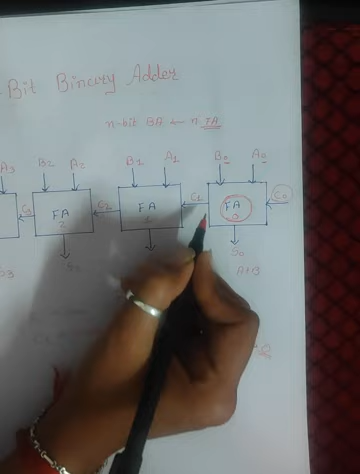 Bit Binary Adder
n-bit BA ← n FA
A3 B2 A2 B1 A1 B0 A0
C3 FA 2 C2 FA 1 C1 FA 0 C0
S3 S2 S0
A+B